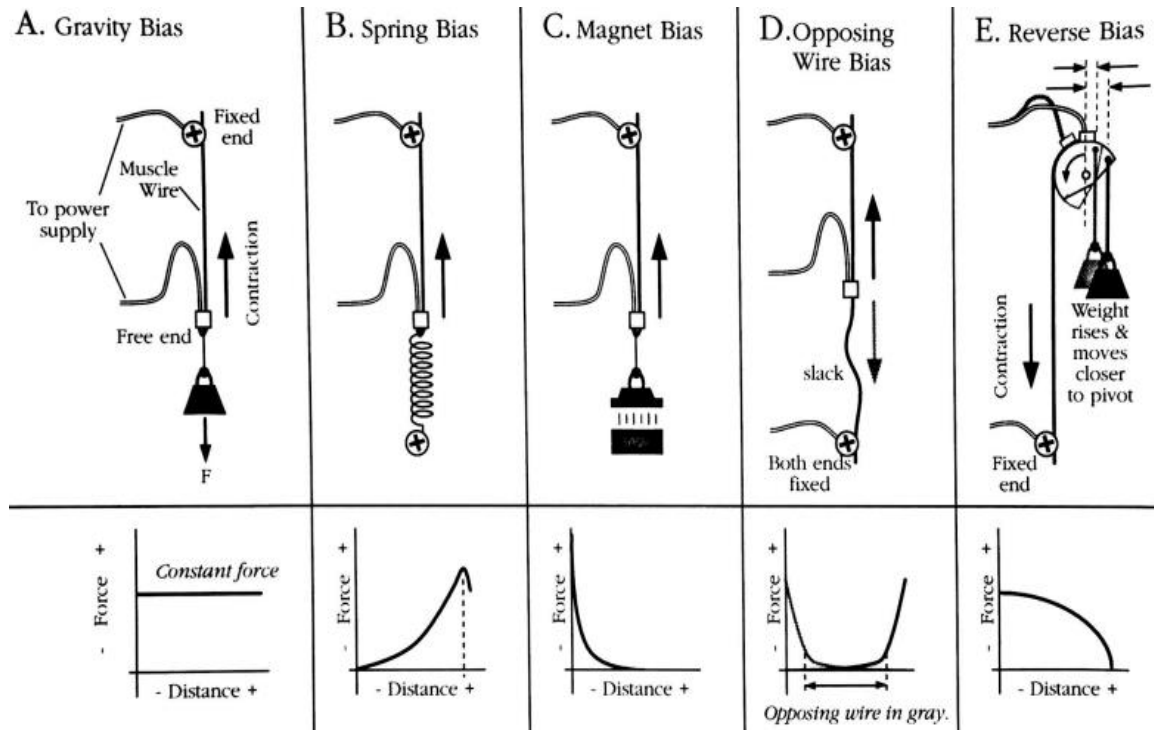 A. Gravity Bias
Fixed
end
Muscle
Wire
To power
supply
Contraction
Free end
F
+
Force
-
Constant force
- Distance +
B. Spring Bias
+
Force
-
- Distance +
C. Magnet Bias
+
Force
-
- Distance +
D. Opposing
Wire Bias
slack
Both ends
fixed
+
Force
-
- Distance +
Opposing wire in gray.
E. Reverse Bias
Contraction
Weight
rises &
moves
closer
to pivot
Fixed
end
+
Force
-
- Distance +